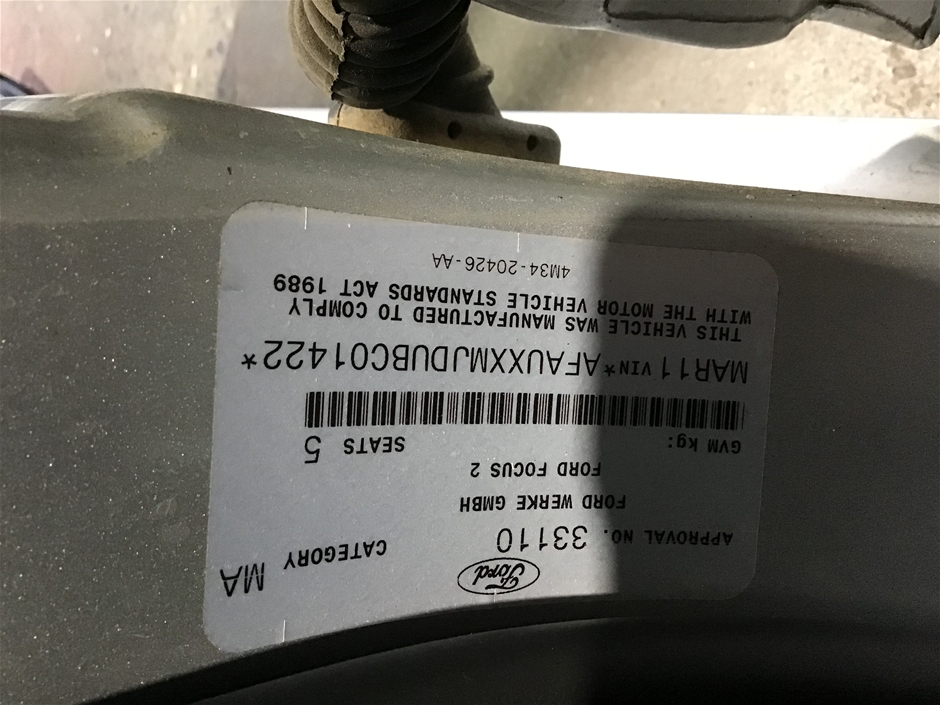 Ford
APPROVAL NO. 33110 CATEGORY MA
FORD WERKE GMBH
FORD FOCUS 2
GVM kg: SEATS 5
MAR11 VIN*AFAUXXMJDUBC01422*
THIS VEHICLE WAS MANUFACTURED TO COMPLY
WITH THE MOTOR VEHICLE STANDARDS ACT 1989
4M34-20426-AA